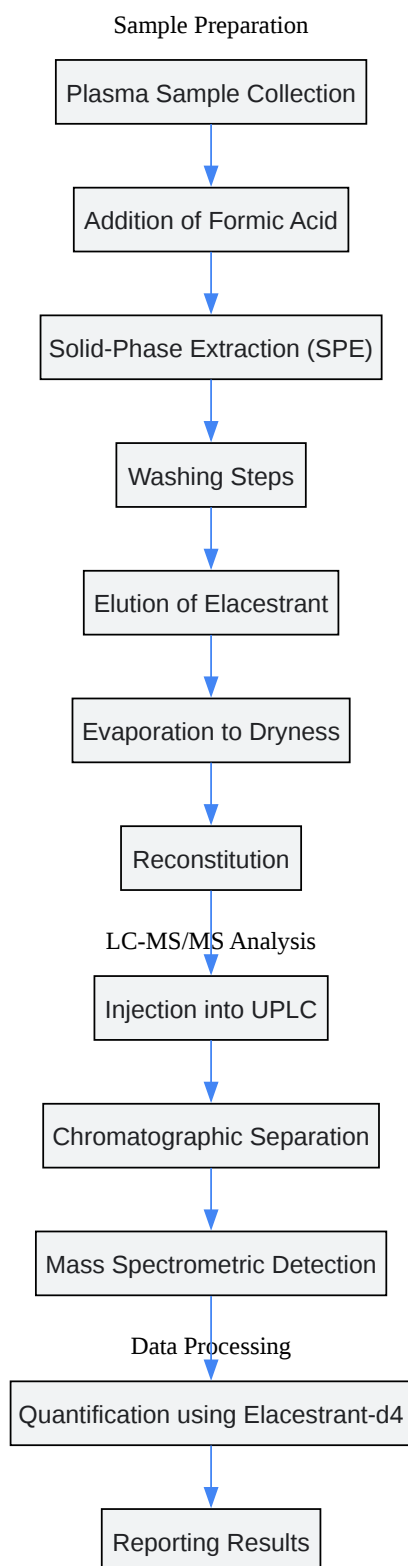 Sample Preparation
Plasma Sample Collection
Addition of Formic Acid
Solid-Phase Extraction (SPE)
Washing Steps
Elution of Elacestrant
Evaporation to Dryness
Reconstitution
LC-MS/MS Analysis
Injection into UPLC
Chromatographic Separation
Mass Spectrometric Detection
Data Processing
Quantification using Elacestrant-d4
Reporting Results